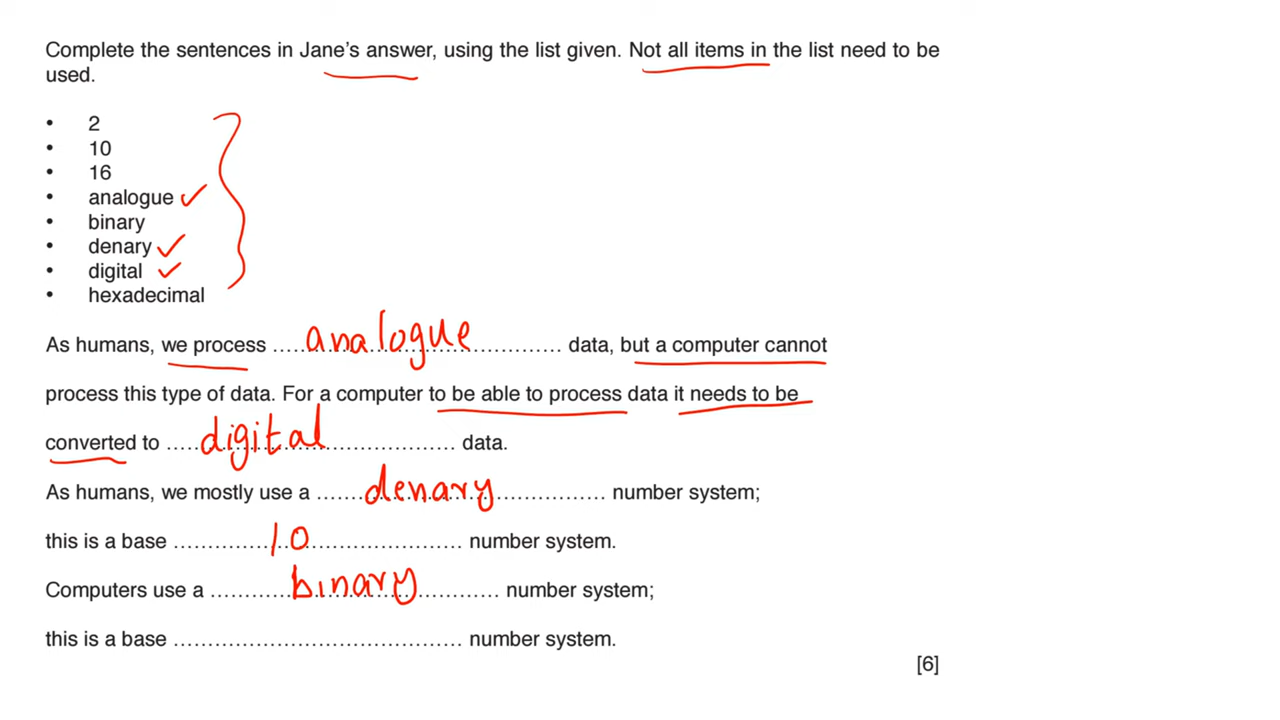 Complete the sentences in Jane's answer, using the list given. Not all items in the list need to be
used.
• 2
• 10
• 16
• analogue
• binary
• denary
• digital
• hexadecimal
As humans, we process ..... analogue ..... data, but a computer cannot
process this type of data. For a computer to be able to process data it needs to be
converted to ..... digital ..... data.
As humans, we mostly use a ..... denary ..... number system;
this is a base ..... 10 ..... number system.
Computers use a ..... binary ..... number system;
this is a base .......................................... number system.
[6]